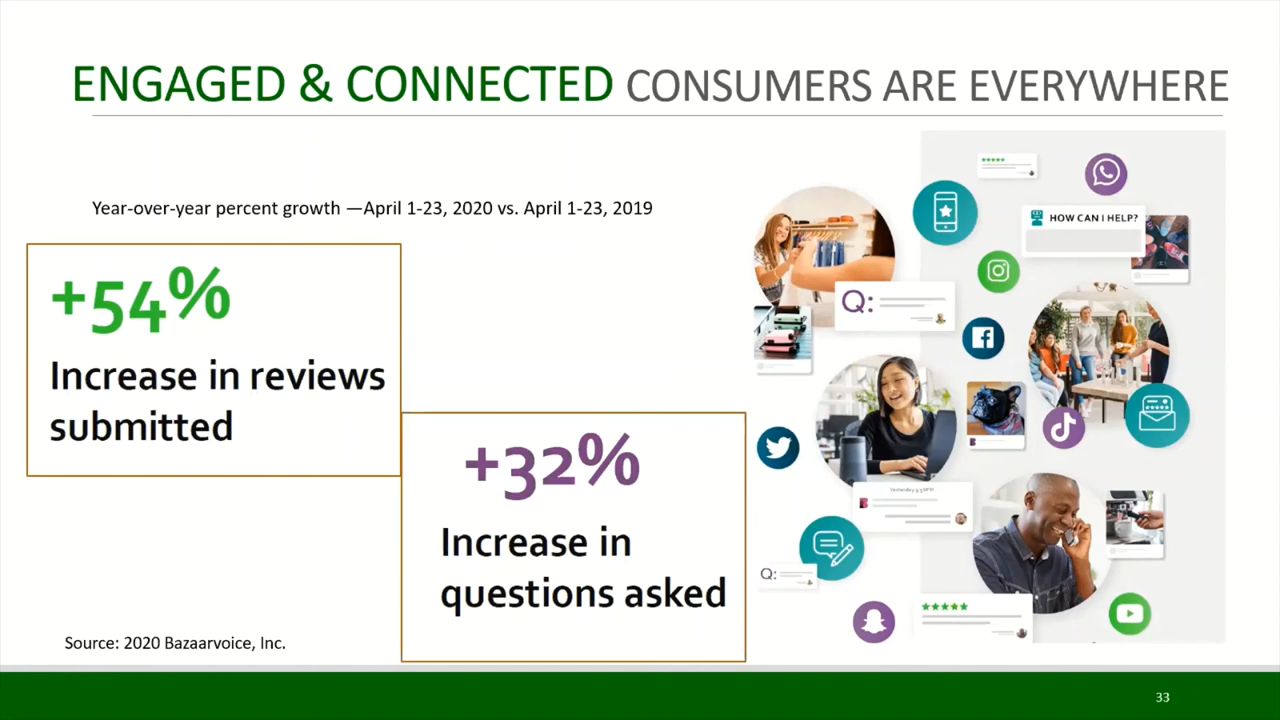 ENGAGED & CONNECTED CONSUMERS ARE EVERYWHERE
Year-over-year percent growth —April 1-23, 2020 vs. April 1-23, 2019
+54%
Increase in reviews
submitted
+32%
Increase in
questions asked
HOW CAN I HELP?
Q:
Q:
Source: 2020 Bazaarvoice, Inc.
33